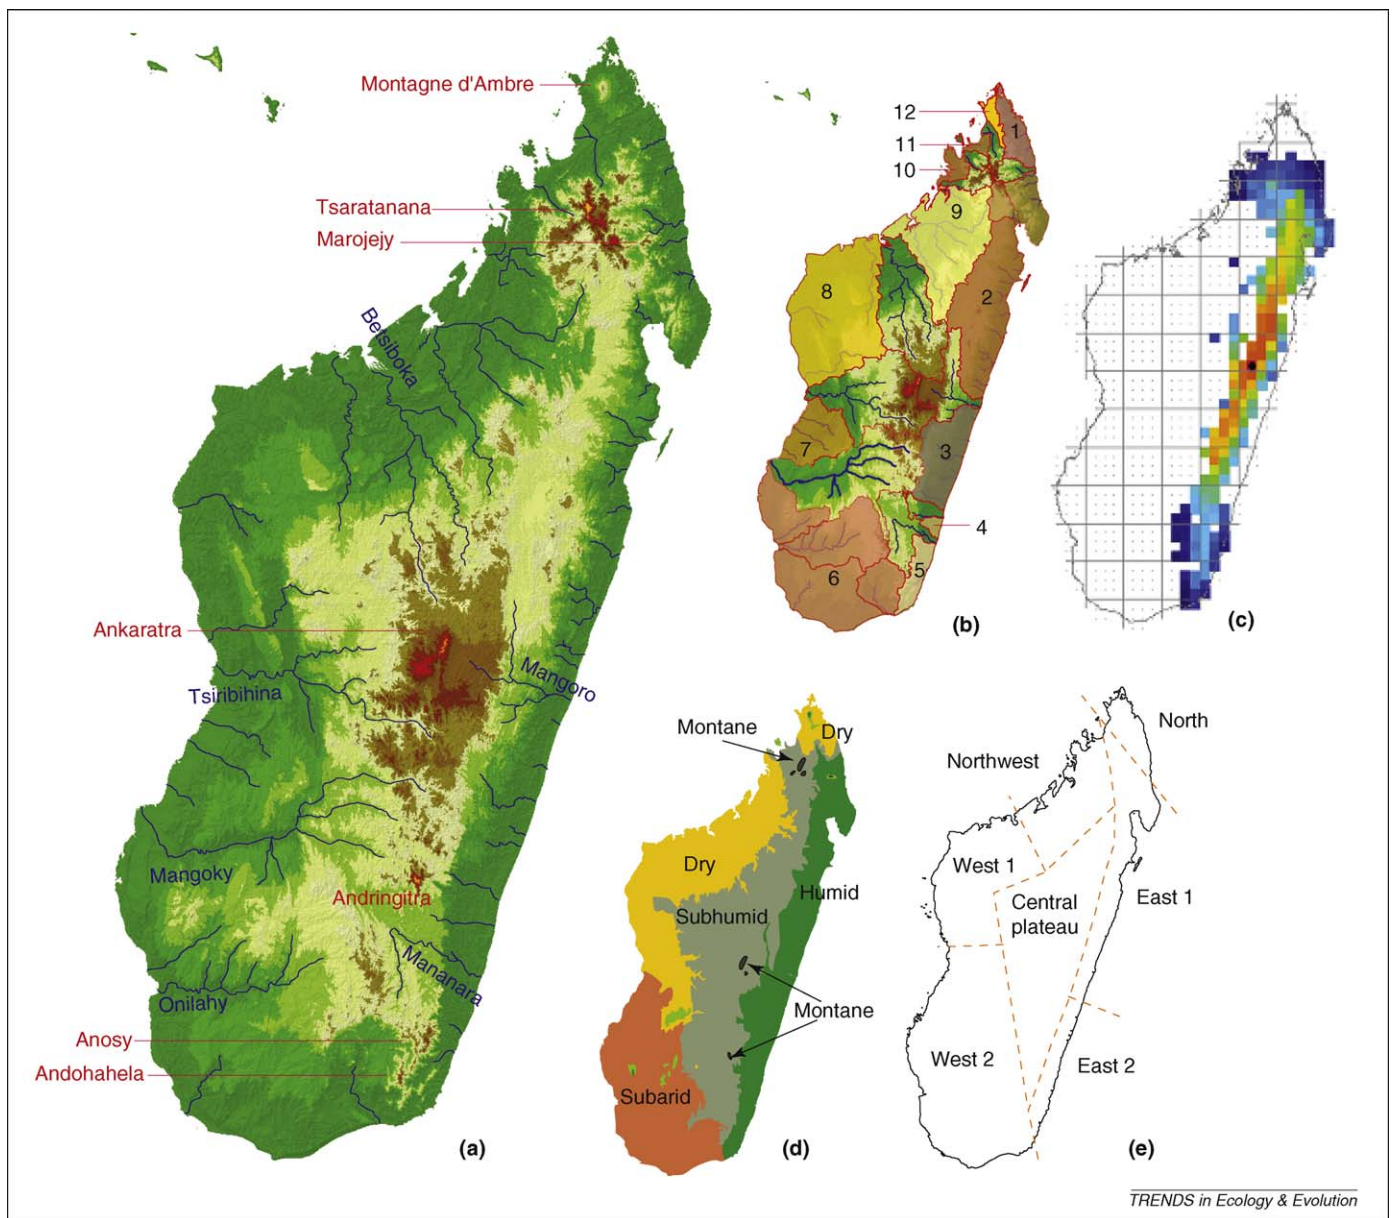 Montagne d'Ambre
Tsaratanana
Marojejy
Betsiboka
Ankaratra
Tsiribihina
Mangoro
Mangoky
Andringitra
Mananara
Onilahy
Anosy
Andohahela
(a)
12
11
10
1
9
8
2
7
3
4
6
5
(b)
(c)
Montane
Dry
Dry
Humid
Subhumid
Montane
Subarid
(d)
North
Northwest
West 1
Central
plateau
East 1
West 2
East 2
(e)
TRENDS in Ecology & Evolution